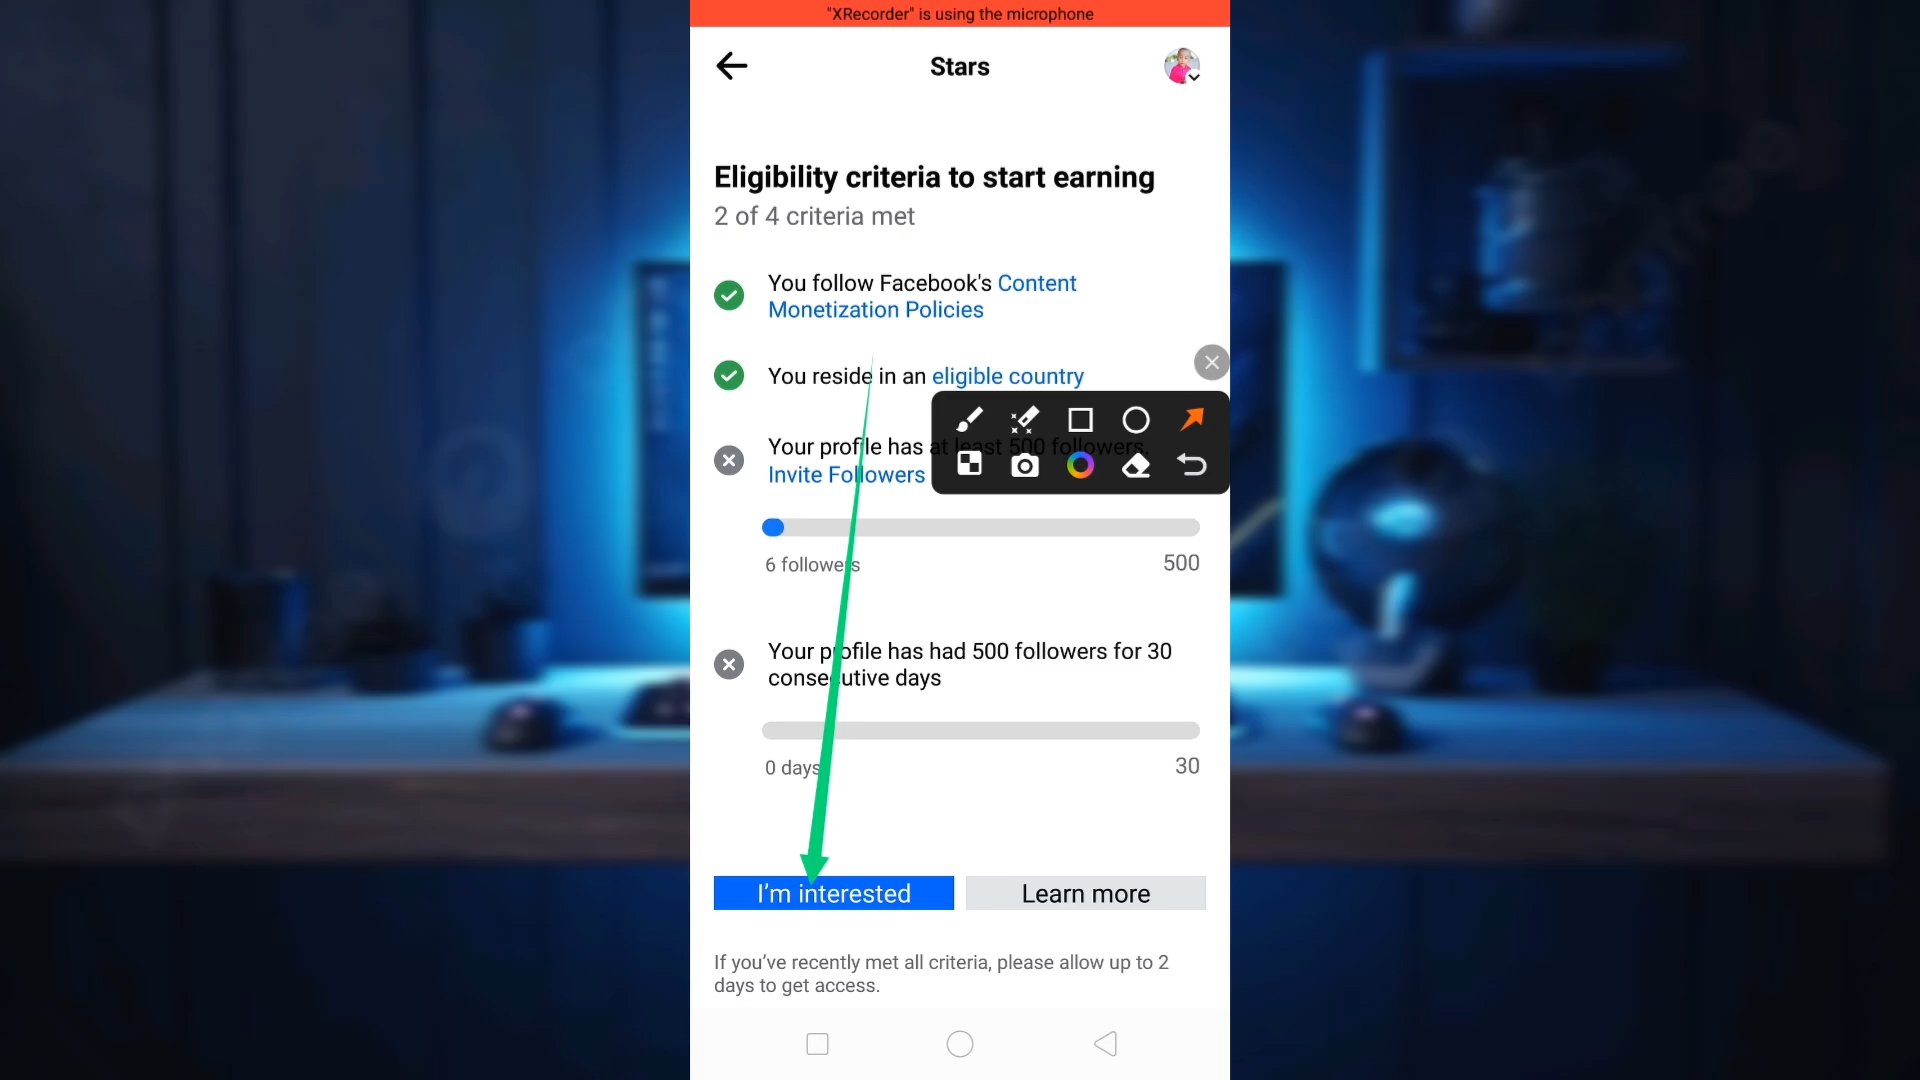 "XRecorder" is using the microphone
Stars
Eligibility criteria to start earning
2 of 4 criteria met
You follow Facebook's Content
Monetization Policies
You reside in an eligible country
Your profile has at least 500 followers.
Invite Followers
6 followers
500
Your profile has had 500 followers for 30
consecutive days
0 days
30
I'm interested
Learn more
If you've recently met all criteria, please allow up to 2
days to get access.